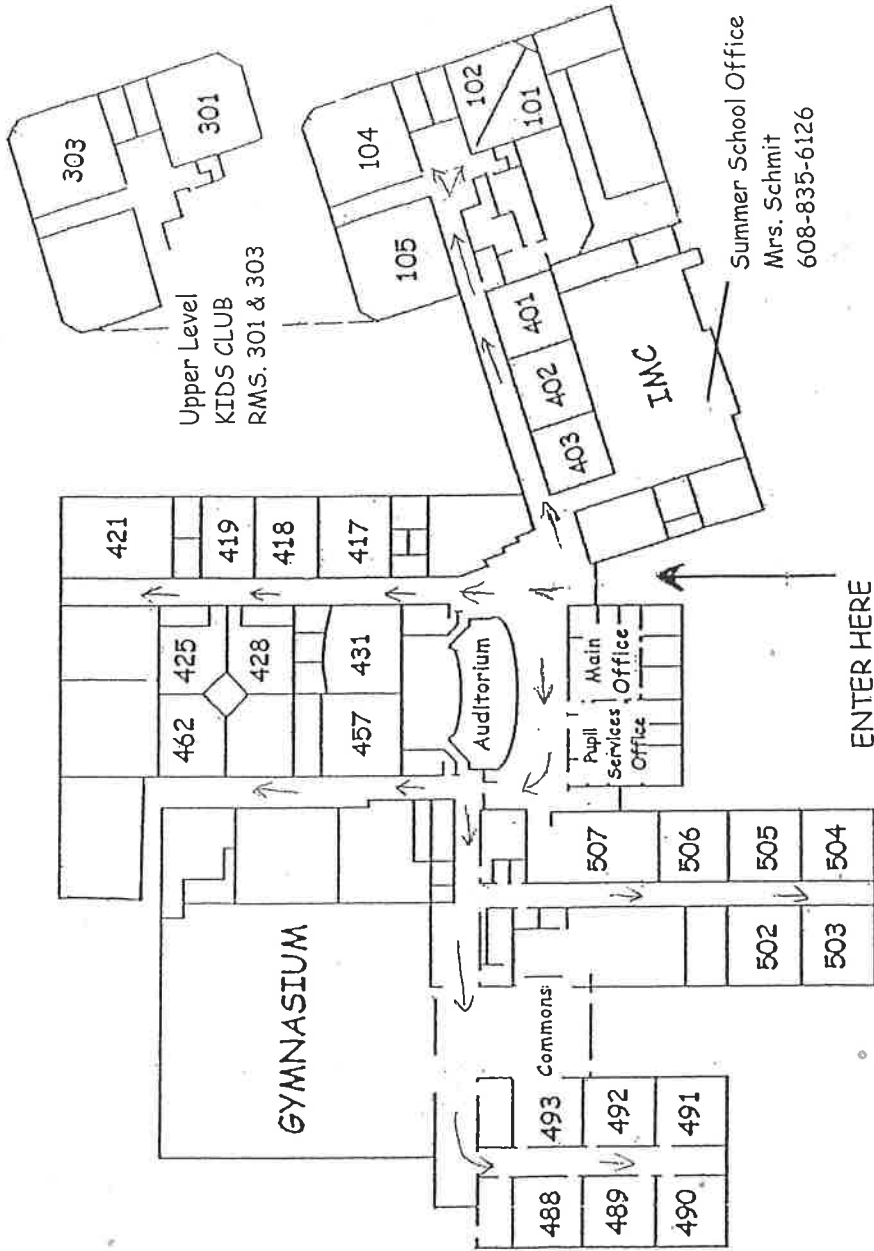 303
301
Upper Level
KIDS CLUB
RMS. 301 & 303
104
102
101
105
401
402
403
IMC
Summer School Office
Mrs. Schmit
608-835-6126
421
419
418
417
425
428
462
431
457
Auditorium
Main
Office
Pupil
Services
Office
ENTER HERE
GYMNASIUM
507
506
505
504
502
503
Commons
493
492
491
488
489
490